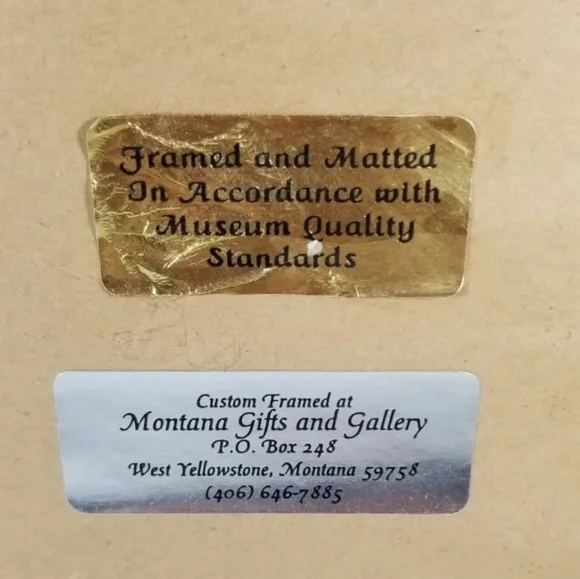 Framed and Matted
In Accordance with
Museum Quality
Standards
Custom Framed at
Montana Gifts and Gallery
P.O. Box 248
West Yellowstone, Montana 59758
(406) 646-7885